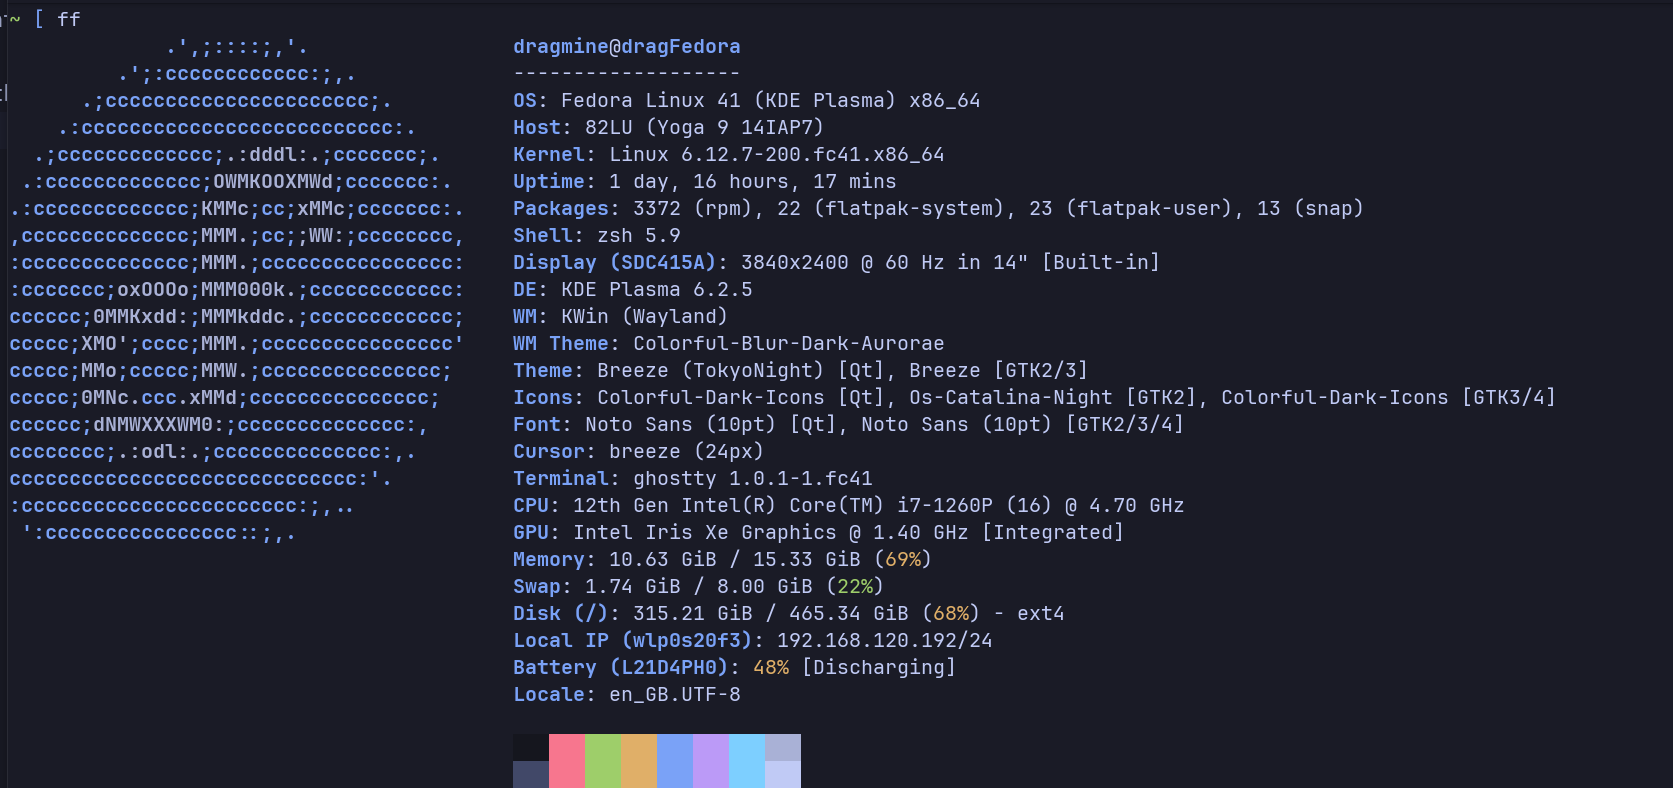 ~ [ ff
             .',;::::;,'.                 dragmine@dragFedora
         .';:cccccccccccc:;,.             -------------------
      .;cccccccccccccccccccccc;.          OS: Fedora Linux 41 (KDE Plasma) x86_64
    .:cccccccccccccccccccccccccc:.        Host: 82LU (Yoga 9 14IAP7)
  .;ccccccccccccc;.:dddl:.;ccccccc;.      Kernel: Linux 6.12.7-200.fc41.x86_64
 .:ccccccccccccc;OWMKOOXMWd;ccccccc:.     Uptime: 1 day, 16 hours, 17 mins
.:ccccccccccccc;KMMc;cc;xMMc;ccccccc:.    Packages: 3372 (rpm), 22 (flatpak-system), 23 (flatpak-user), 13 (snap)
,cccccccccccccc;MMM.;cc;;WW:;cccccccc,    Shell: zsh 5.9
:cccccccccccccc;MMM.;cccccccccccccccc:    Display (SDC415A): 3840x2400 @ 60 Hz in 14" [Built-in]
:ccccccc;oxOOOo;MMM000k.;cccccccccccc:    DE: KDE Plasma 6.2.5
cccccc;0MMKxdd:;MMMkddc.;cccccccccccc;    WM: KWin (Wayland)
ccccc;XMO';cccc;MMM.;cccccccccccccccc'    WM Theme: Colorful-Blur-Dark-Aurorae
ccccc;MMo;ccccc;MMW.;ccccccccccccccc;     Theme: Breeze (TokyoNight) [Qt], Breeze [GTK2/3]
ccccc;0MNc.ccc.xMMd;ccccccccccccccc;      Icons: Colorful-Dark-Icons [Qt], Os-Catalina-Night [GTK2], Colorful-Dark-Icons [GTK3/4]
cccccc;dNMWXXXWM0:;cccccccccccccc:,       Font: Noto Sans (10pt) [Qt], Noto Sans (10pt) [GTK2/3/4]
cccccccc;.:odl:.;cccccccccccccc:,.        Cursor: breeze (24px)
ccccccccccccccccccccccccccccc:'.          Terminal: ghostty 1.0.1-1.fc41
:ccccccccccccccccccccccc:;,..             CPU: 12th Gen Intel(R) Core(TM) i7-1260P (16) @ 4.70 GHz
 ':cccccccccccccccc::;,.                  GPU: Intel Iris Xe Graphics @ 1.40 GHz [Integrated]
Memory: 10.63 GiB / 15.33 GiB (69%)
Swap: 1.74 GiB / 8.00 GiB (22%)
Disk (/): 315.21 GiB / 465.34 GiB (68%) - ext4
Local IP (wlp0s20f3): 192.168.120.192/24
Battery (L21D4PH0): 48% [Discharging]
Locale: en_GB.UTF-8